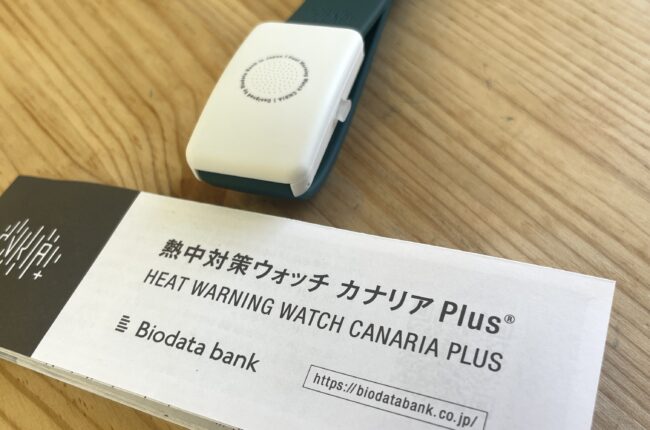 熱中対策ウォッチ カナリア Plus®
HEAT WARNING WATCH CANARIA PLUS
Biodata bank
https://biodatabank.co.jp/